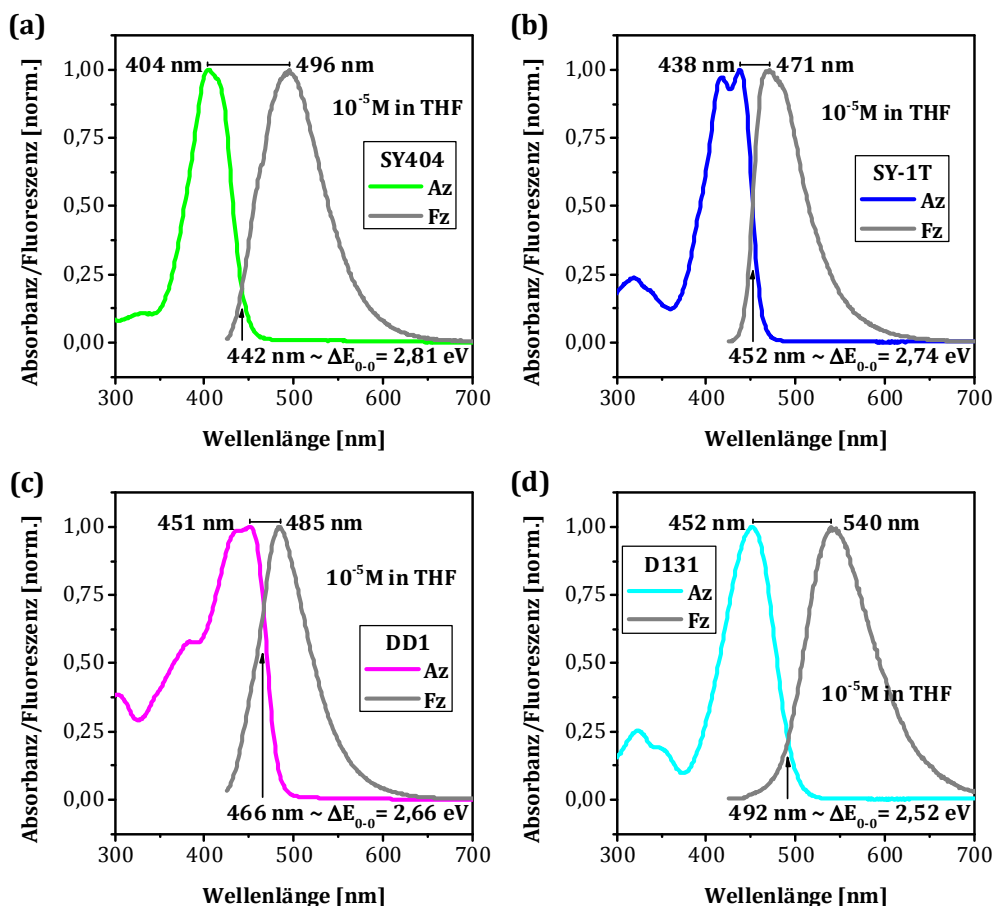 (a)
404 nm 496 nm
10⁻⁵M in THF
SY404
Az
Fz
442 nm ~ ΔE₀₋₀ = 2,81 eV
1,00
0,75
0,50
0,25
0,00
300 400 500 600 700
Absorbanz/Fluoreszenz [norm.]
Wellenlänge [nm]
(b)
438 nm 471 nm
10⁻⁵M in THF
SY-1T
Az
Fz
452 nm ~ ΔE₀₋₀ = 2,74 eV
1,00
0,75
0,50
0,25
0,00
300 400 500 600 700
Absorbanz/Fluoreszenz [norm.]
Wellenlänge [nm]
(c)
451 nm 485 nm
10⁻⁵M in THF
DD1
Az
Fz
466 nm ~ ΔE₀₋₀ = 2,66 eV
1,00
0,75
0,50
0,25
0,00
300 400 500 600 700
Absorbanz/Fluoreszenz [norm.]
Wellenlänge [nm]
(d)
452 nm 540 nm
D131
Az
Fz
10⁻⁵M in THF
492 nm ~ ΔE₀₋₀ = 2,52 eV
1,00
0,75
0,50
0,25
0,00
300 400 500 600 700
Absorbanz/Fluoreszenz [norm.]
Wellenlänge [nm]